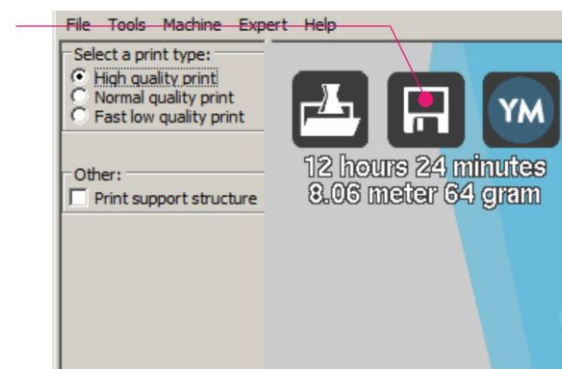 File Tools Machine Expert Help
Select a print type:
High quality print
Normal quality print
Fast low quality print
Other:
Print support structure
YM
12 hours 24 minutes
8.06 meter 64 gram